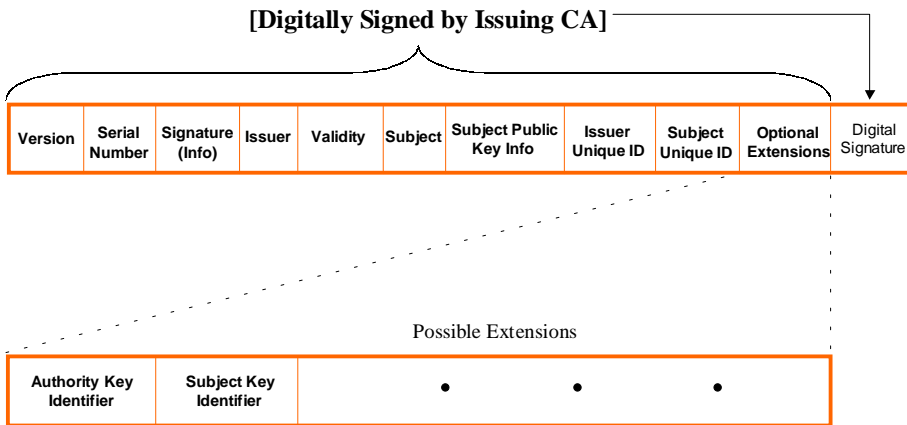 [Digitally Signed by Issuing CA]
Version
Serial
Number
Signature
(Info)
Issuer
Validity
Subject
Subject Public
Key Info
Issuer
Unique ID
Subject
Unique ID
Optional
Extensions
Digital
Signature
Possible Extensions
Authority Key
Identifier
Subject Key
Identifier